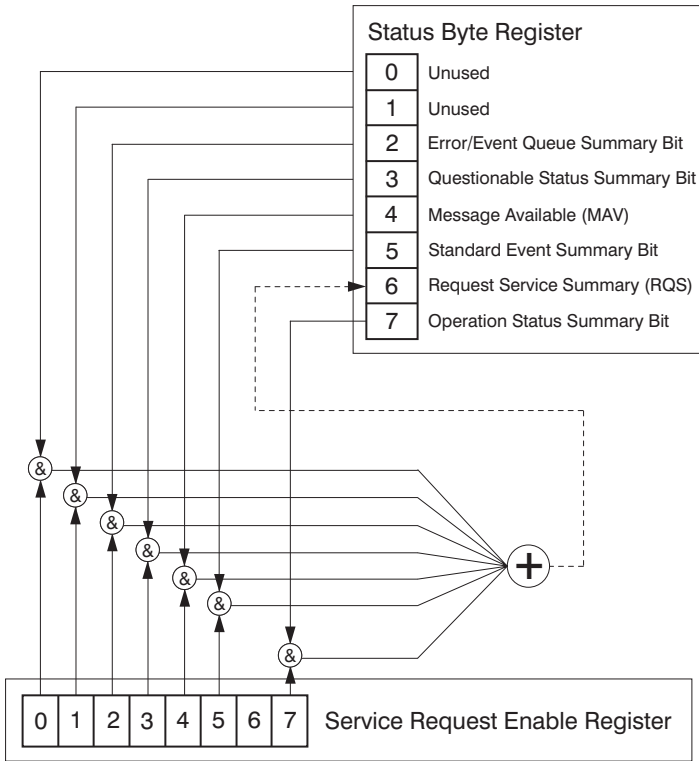 Status Byte Register
0 Unused
1 Unused
2 Error/Event Queue Summary Bit
3 Questionable Status Summary Bit
4 Message Available (MAV)
5 Standard Event Summary Bit
6 Request Service Summary (RQS)
7 Operation Status Summary Bit
&
&
&
&
&
&
&
+
0 1 2 3 4 5 6 7 Service Request Enable Register